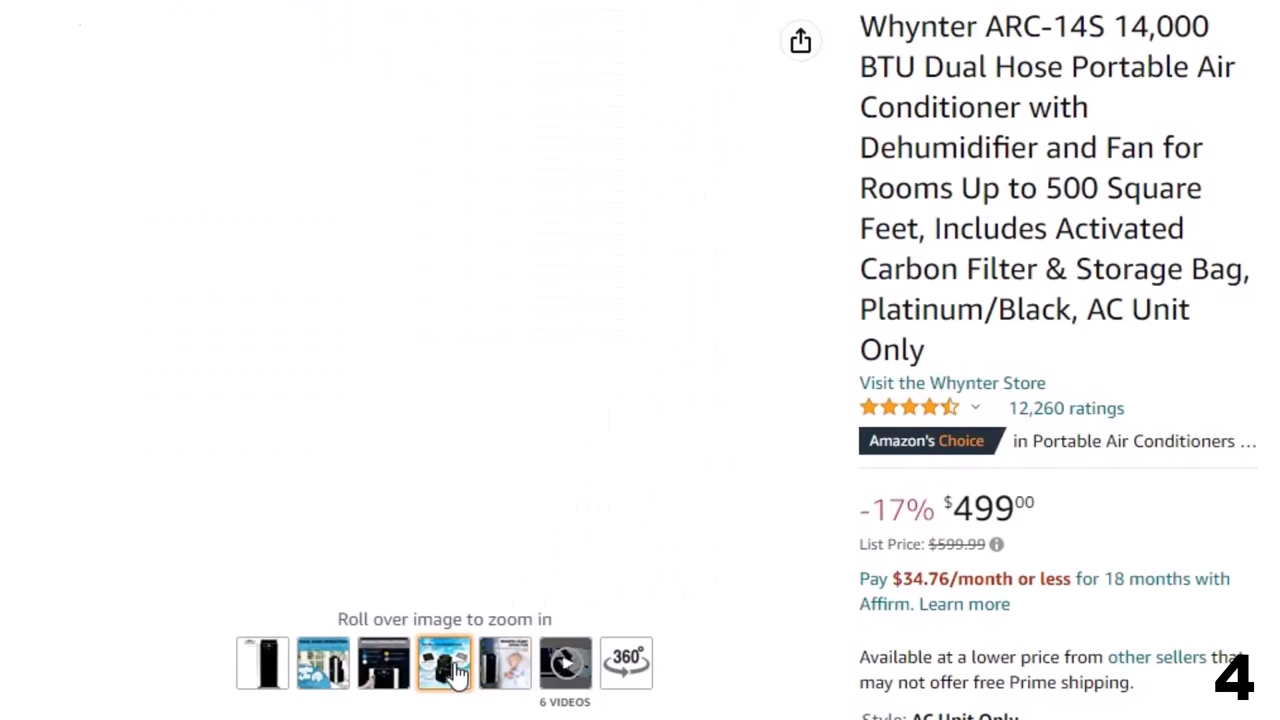 Whynter ARC-14S 14,000
BTU Dual Hose Portable Air
Conditioner with
Dehumidifier and Fan for
Rooms Up to 500 Square
Feet, Includes Activated
Carbon Filter & Storage Bag,
Platinum/Black, AC Unit
Only
Visit the Whynter Store
12,260 ratings
Amazon's Choice in Portable Air Conditioners ...
-17% $499 00
List Price: $599.99
Pay $34.76/month or less for 18 months with
Affirm. Learn more
Available at a lower price from other sellers that
may not offer free Prime shipping.
Style: AC Unit Only
Roll over image to zoom in
360°
6 VIDEOS
4